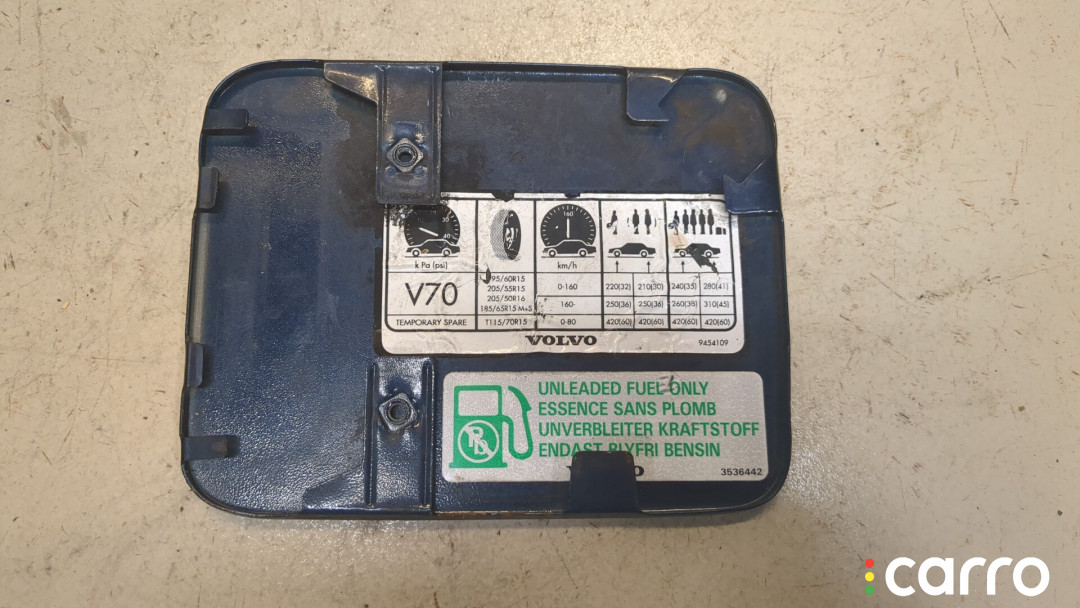 30
40
160
k Pa (psi)
km/h
V70
195/60R15
205/55R15
205/50R16
185/65R15 M+S
0-160
220(32)
210(30)
240(35)
280(41)
160-
250(36)
250(36)
260(38)
310(45)
TEMPORARY SPARE
T115/70R15
0-80
420(60)
420(60)
420(60)
420(60)
VOLVO
9454109
UNLEADED FUEL ONLY
ESSENCE SANS PLOMB
UNVERBLEITER KRAFTSTOFF
ENDAST BLYFRI BENSIN
Pb
3536442
carro